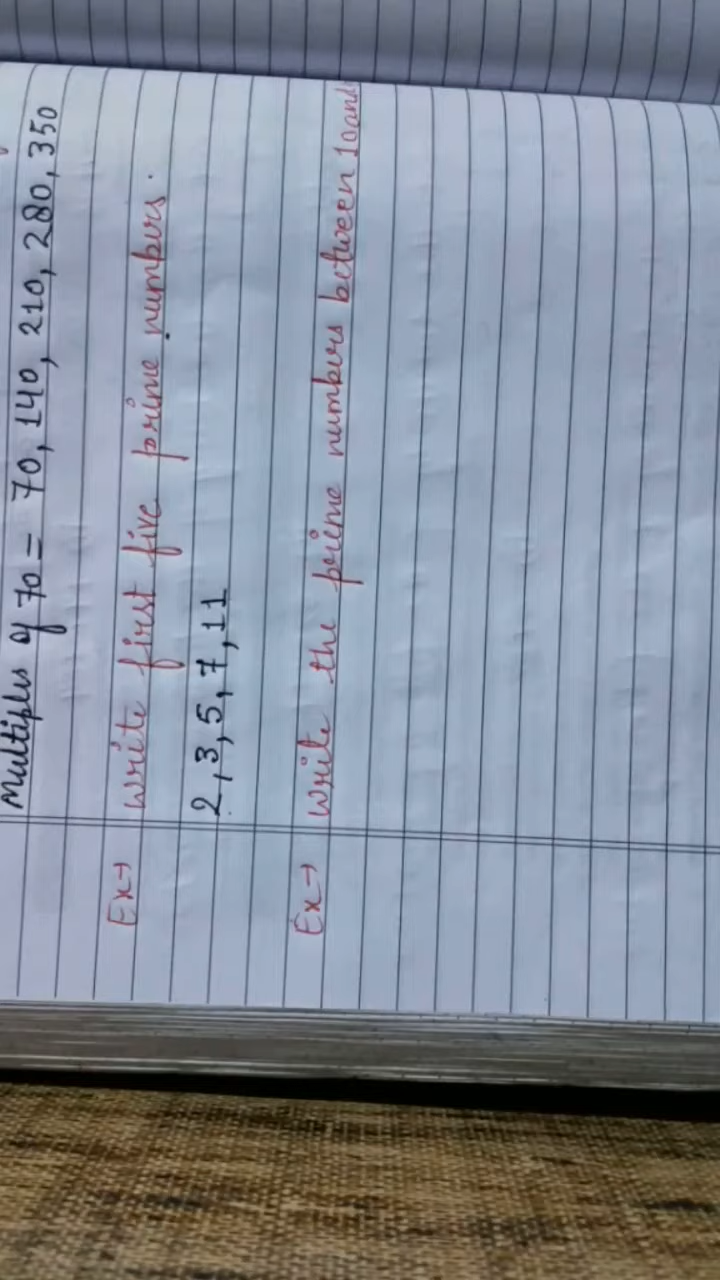 Multiples of 70 = 70, 140, 210, 280, 350
Ex→ write first five prime numbers.
2, 3, 5, 7, 11
Ex→ write the prime numbers between 10 and